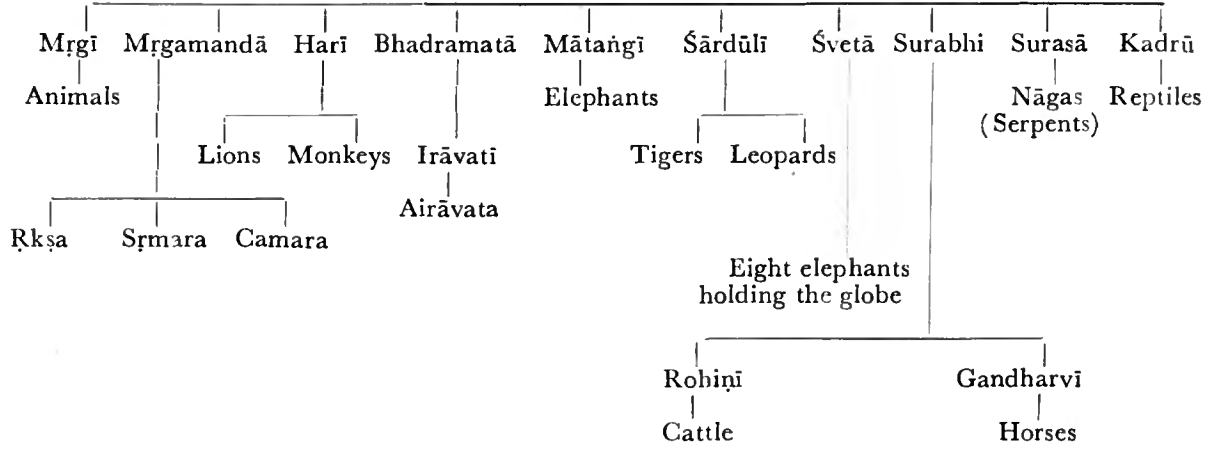 Mṛgī Mṛgamandā Harī Bhadramatā Mātaṅgī Śārdūlī Śvetā Surabhi Surasā Kadrū
Animals Elephants Nāgas Reptiles
(Serpents)
Lions Monkeys Irāvatī Tigers Leopards
Airāvata
Ṛkṣa Sṛmara Camara
Eight elephants
holding the globe
Rohiṇī Gandharvī
Cattle Horses